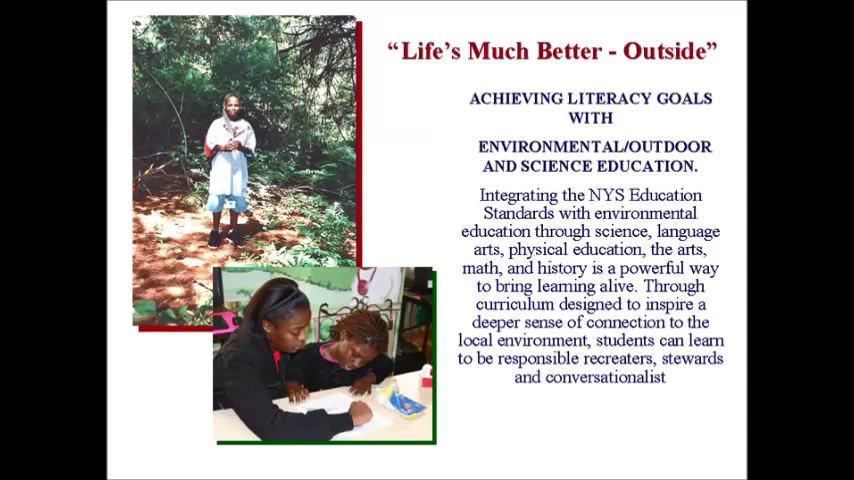 “Life’s Much Better - Outside”
ACHIEVING LITERACY GOALS
WITH
ENVIRONMENTAL/OUTDOOR
AND SCIENCE EDUCATION.
Integrating the NYS Education
Standards with environmental
education through science, language
arts, physical education, the arts,
math, and history is a powerful way
to bring learning alive. Through
curriculum designed to inspire a
deeper sense of connection to the
local environment, students can learn
to be responsible recreaters, stewards
and conversationalist